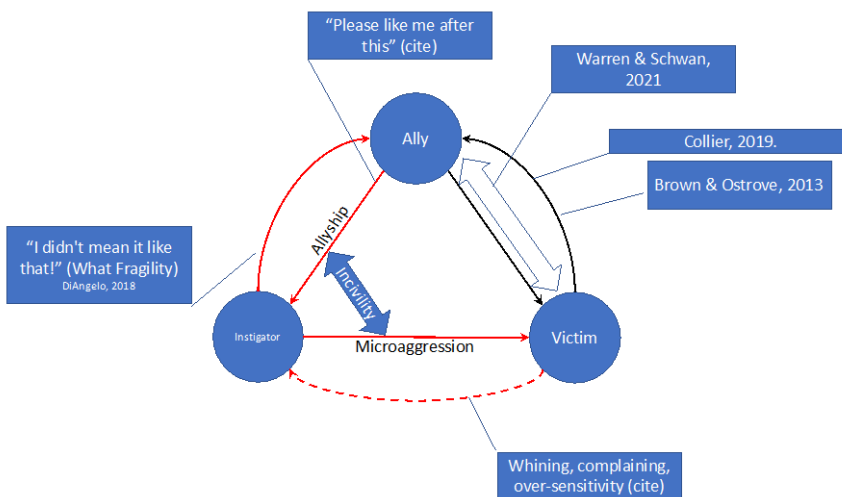 “Please like me after
this” (cite)
Warren & Schwan,
2021
Ally
Collier, 2019.
Brown & Ostrove, 2013
Allyship
“I didn't mean it like
that!” (What Fragility)
DiAngelo, 2018
Incivility
Instigator
Microaggression
Victim
Whining, complaining,
over-sensitivity (cite)